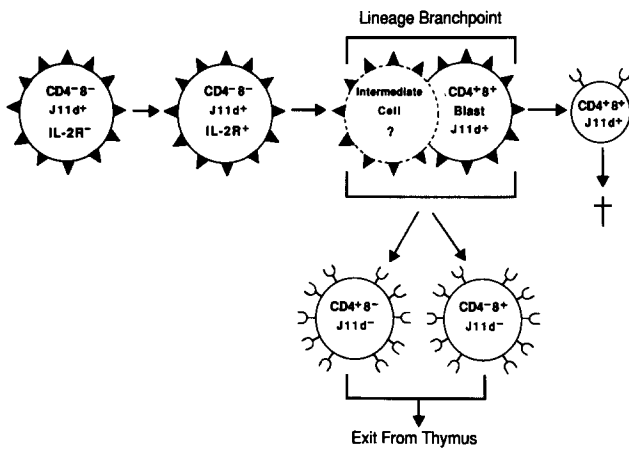 Lineage Branchpoint
CD4⁻8⁻
J11d⁺
IL-2R⁻
CD4⁻8⁻
J11d⁺
IL-2R⁺
Intermediate
Cell
?
CD4⁺8⁺
Blast
J11d⁺
CD4⁺8⁺
J11d⁺
CD4⁺8⁻
J11d⁻
CD4⁻8⁺
J11d⁻
Exit From Thymus